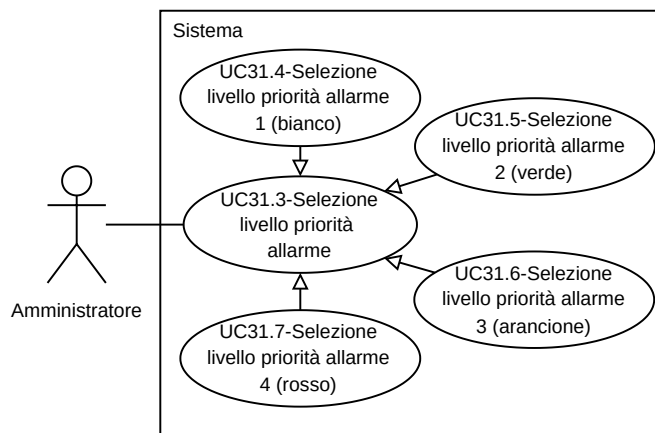 Sistema
UC31.4-Selezione
livello priorità allarme
1 (bianco)
UC31.5-Selezione
livello priorità allarme
2 (verde)
UC31.3-Selezione
livello priorità
allarme
Amministratore
UC31.6-Selezione
livello priorità allarme
3 (arancione)
UC31.7-Selezione
livello priorità allarme
4 (rosso)